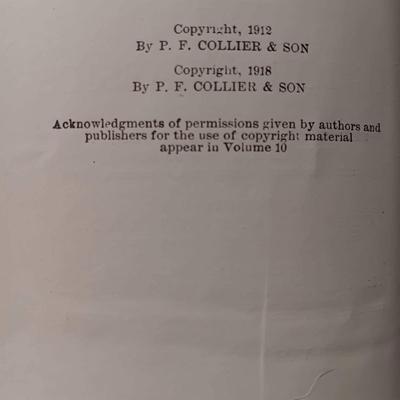 Copyright, 1912
By P. F. COLLIER & SON
Copyright, 1918
By P. F. COLLIER & SON
Acknowledgments of permissions given by authors and
publishers for the use of copyright material
appear in Volume 10